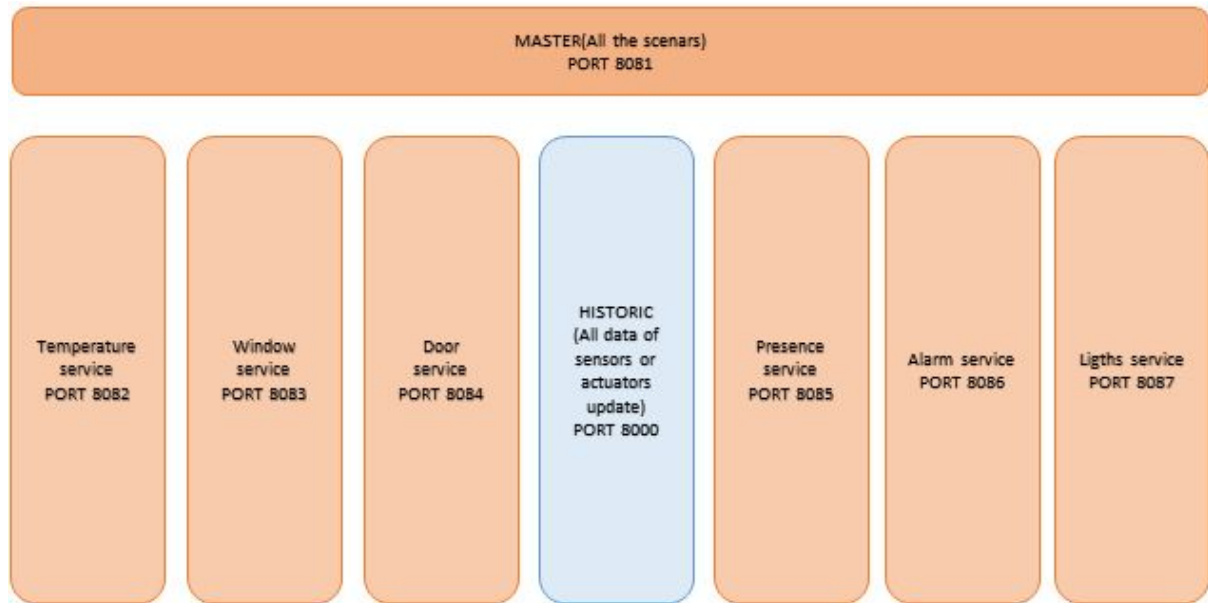 MASTER(All the scenars)
PORT 8081
Temperature
service
PORT 8082
Window
service
PORT 8083
Door
service
PORT 8084
HISTORIC
(All data of
sensors or
actuators
update)
PORT 8000
Presence
service
PORT 8085
Alarm service
PORT 8086
Ligths service
PORT 8087